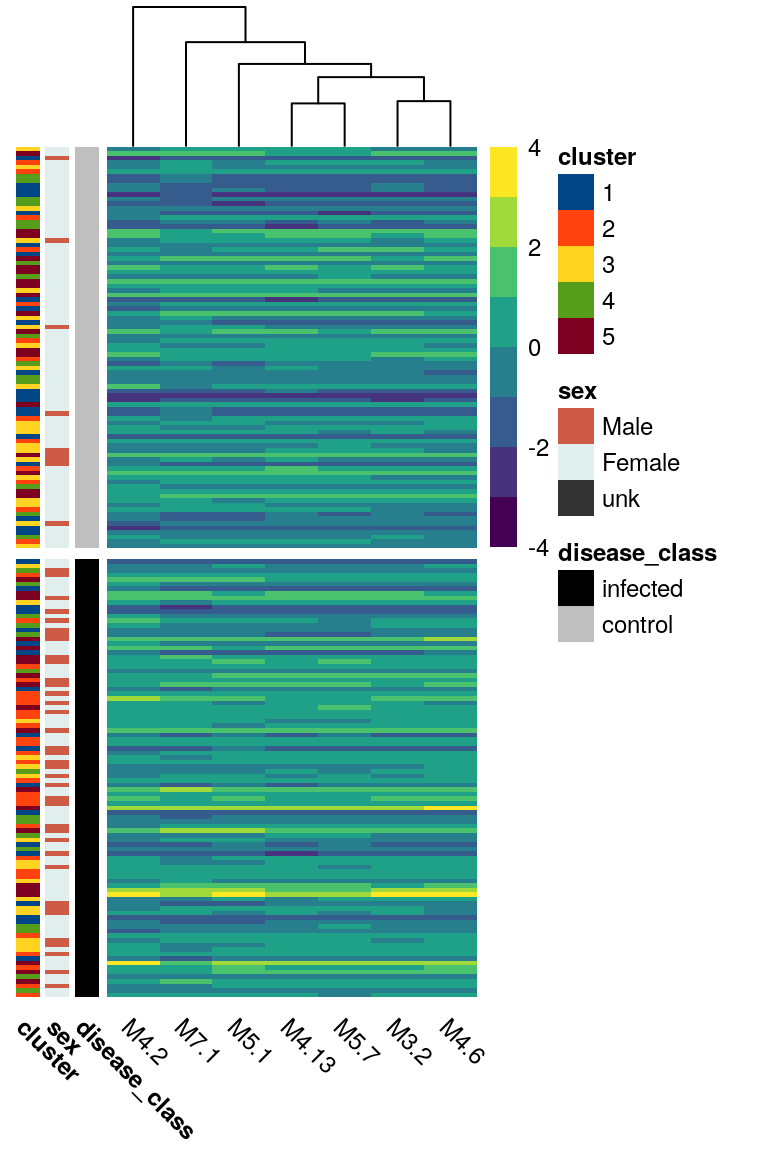 4
2
0
-2
-4
cluster
1
2
3
4
5
sex
Male
Female
unk
disease_class
infected
control
cluster
sex
disease_class
M4.2
M7.1
M5.1
M4.13
M5.7
M3.2
M4.6